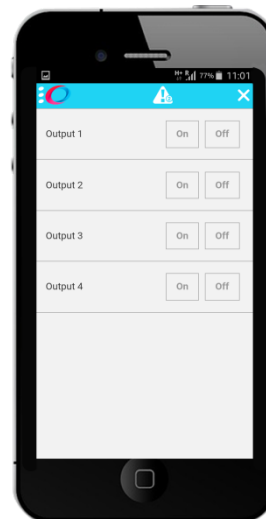 H+ R 77% 11:01
Output 1 On Off
Output 2 On Off
Output 3 On Off
Output 4 On Off